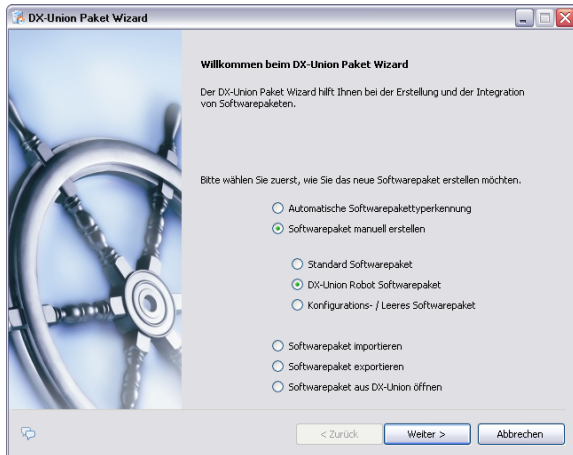 DX-Union Paket Wizard
Willkommen beim DX-Union Paket Wizard
Der DX-Union Paket Wizard hilft Ihnen bei der Erstellung und der Integration
von Softwarepaketen.
Bitte wählen Sie zuerst, wie Sie das neue Softwarepaket erstellen möchten.
Automatische Softwarepakettyperkennung
Softwarepaket manuell erstellen
Standard Softwarepaket
DX-Union Robot Softwarepaket
Konfigurations- / Leeres Softwarepaket
Softwarepaket importieren
Softwarepaket exportieren
Softwarepaket aus DX-Union öffnen
< Zurück
Weiter >
Abbrechen